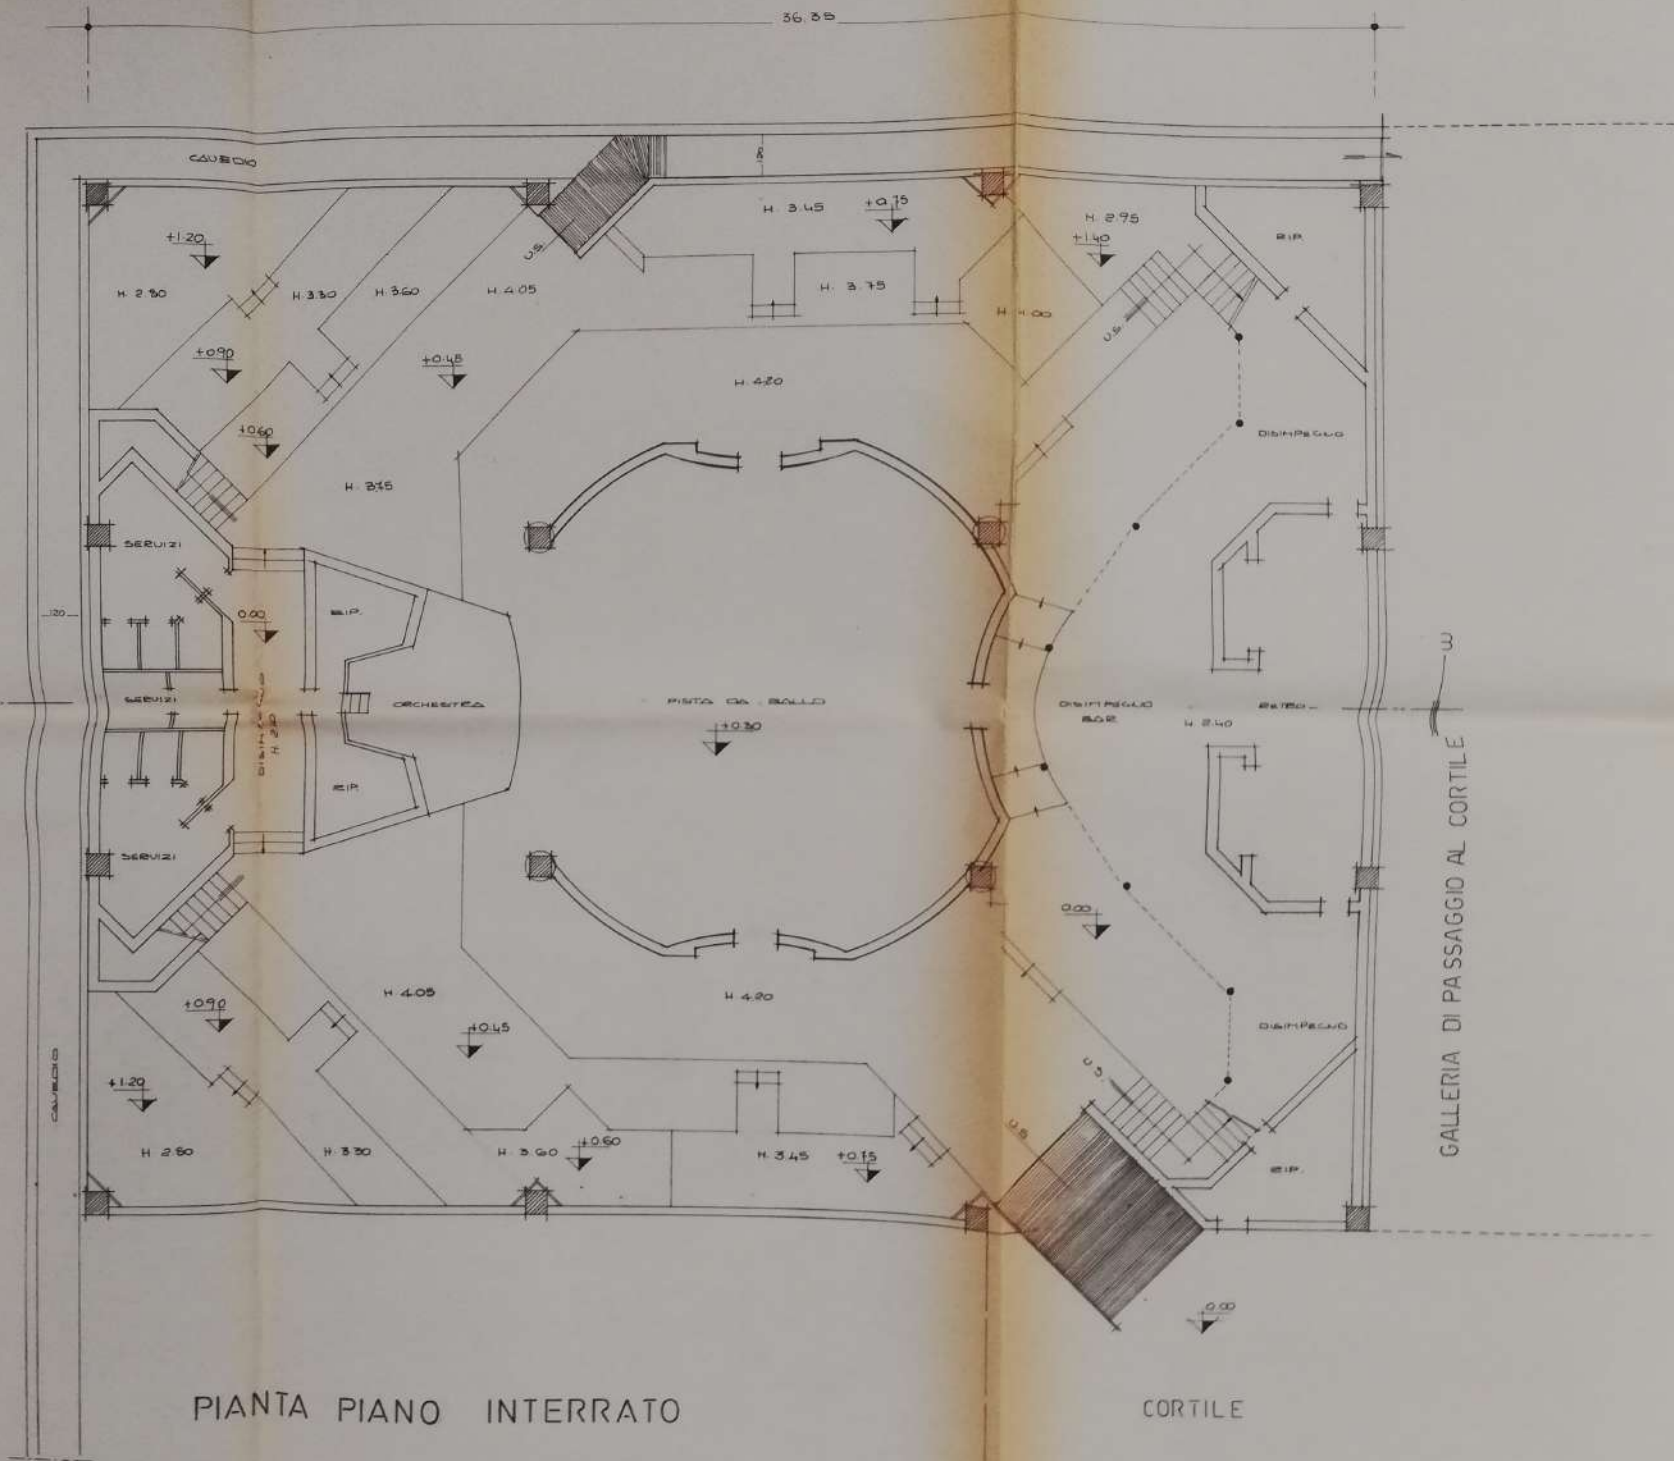 36.35
CAVEDIO
H. 3.45
+0.75
H. 2.95
+1.40
RIP.
+1.20
H. 2.80
H. 3.30
H. 3.60
H. 4.05
U.S.
H. 3.75
H. 4.00
U.S.
+0.90
+0.45
H. 4.20
+0.60
DISIMPEGNO
H. 3.75
SERVIZI
120
0.00
RIP.
SERVIZI
DISIMPEGNO
ORCHESTRA
PISTA DA BALLO
+0.30
DISIMPEGNO
BAR
H 2.40
RETRO
RIP.
SERVIZI
GALLERIA DI PASSAGGIO AL CORTILE
0.00
H 4.05
H 4.20
+0.90
+0.45
DISIMPEGNO
CAVEDIO
+1.20
U.S.
H 2.80
H 3.30
H. 3.60
+0.60
H. 3.45
+0.75
U.S.
RIP.
0.00
PIANTA PIANO INTERRATO
CORTILE